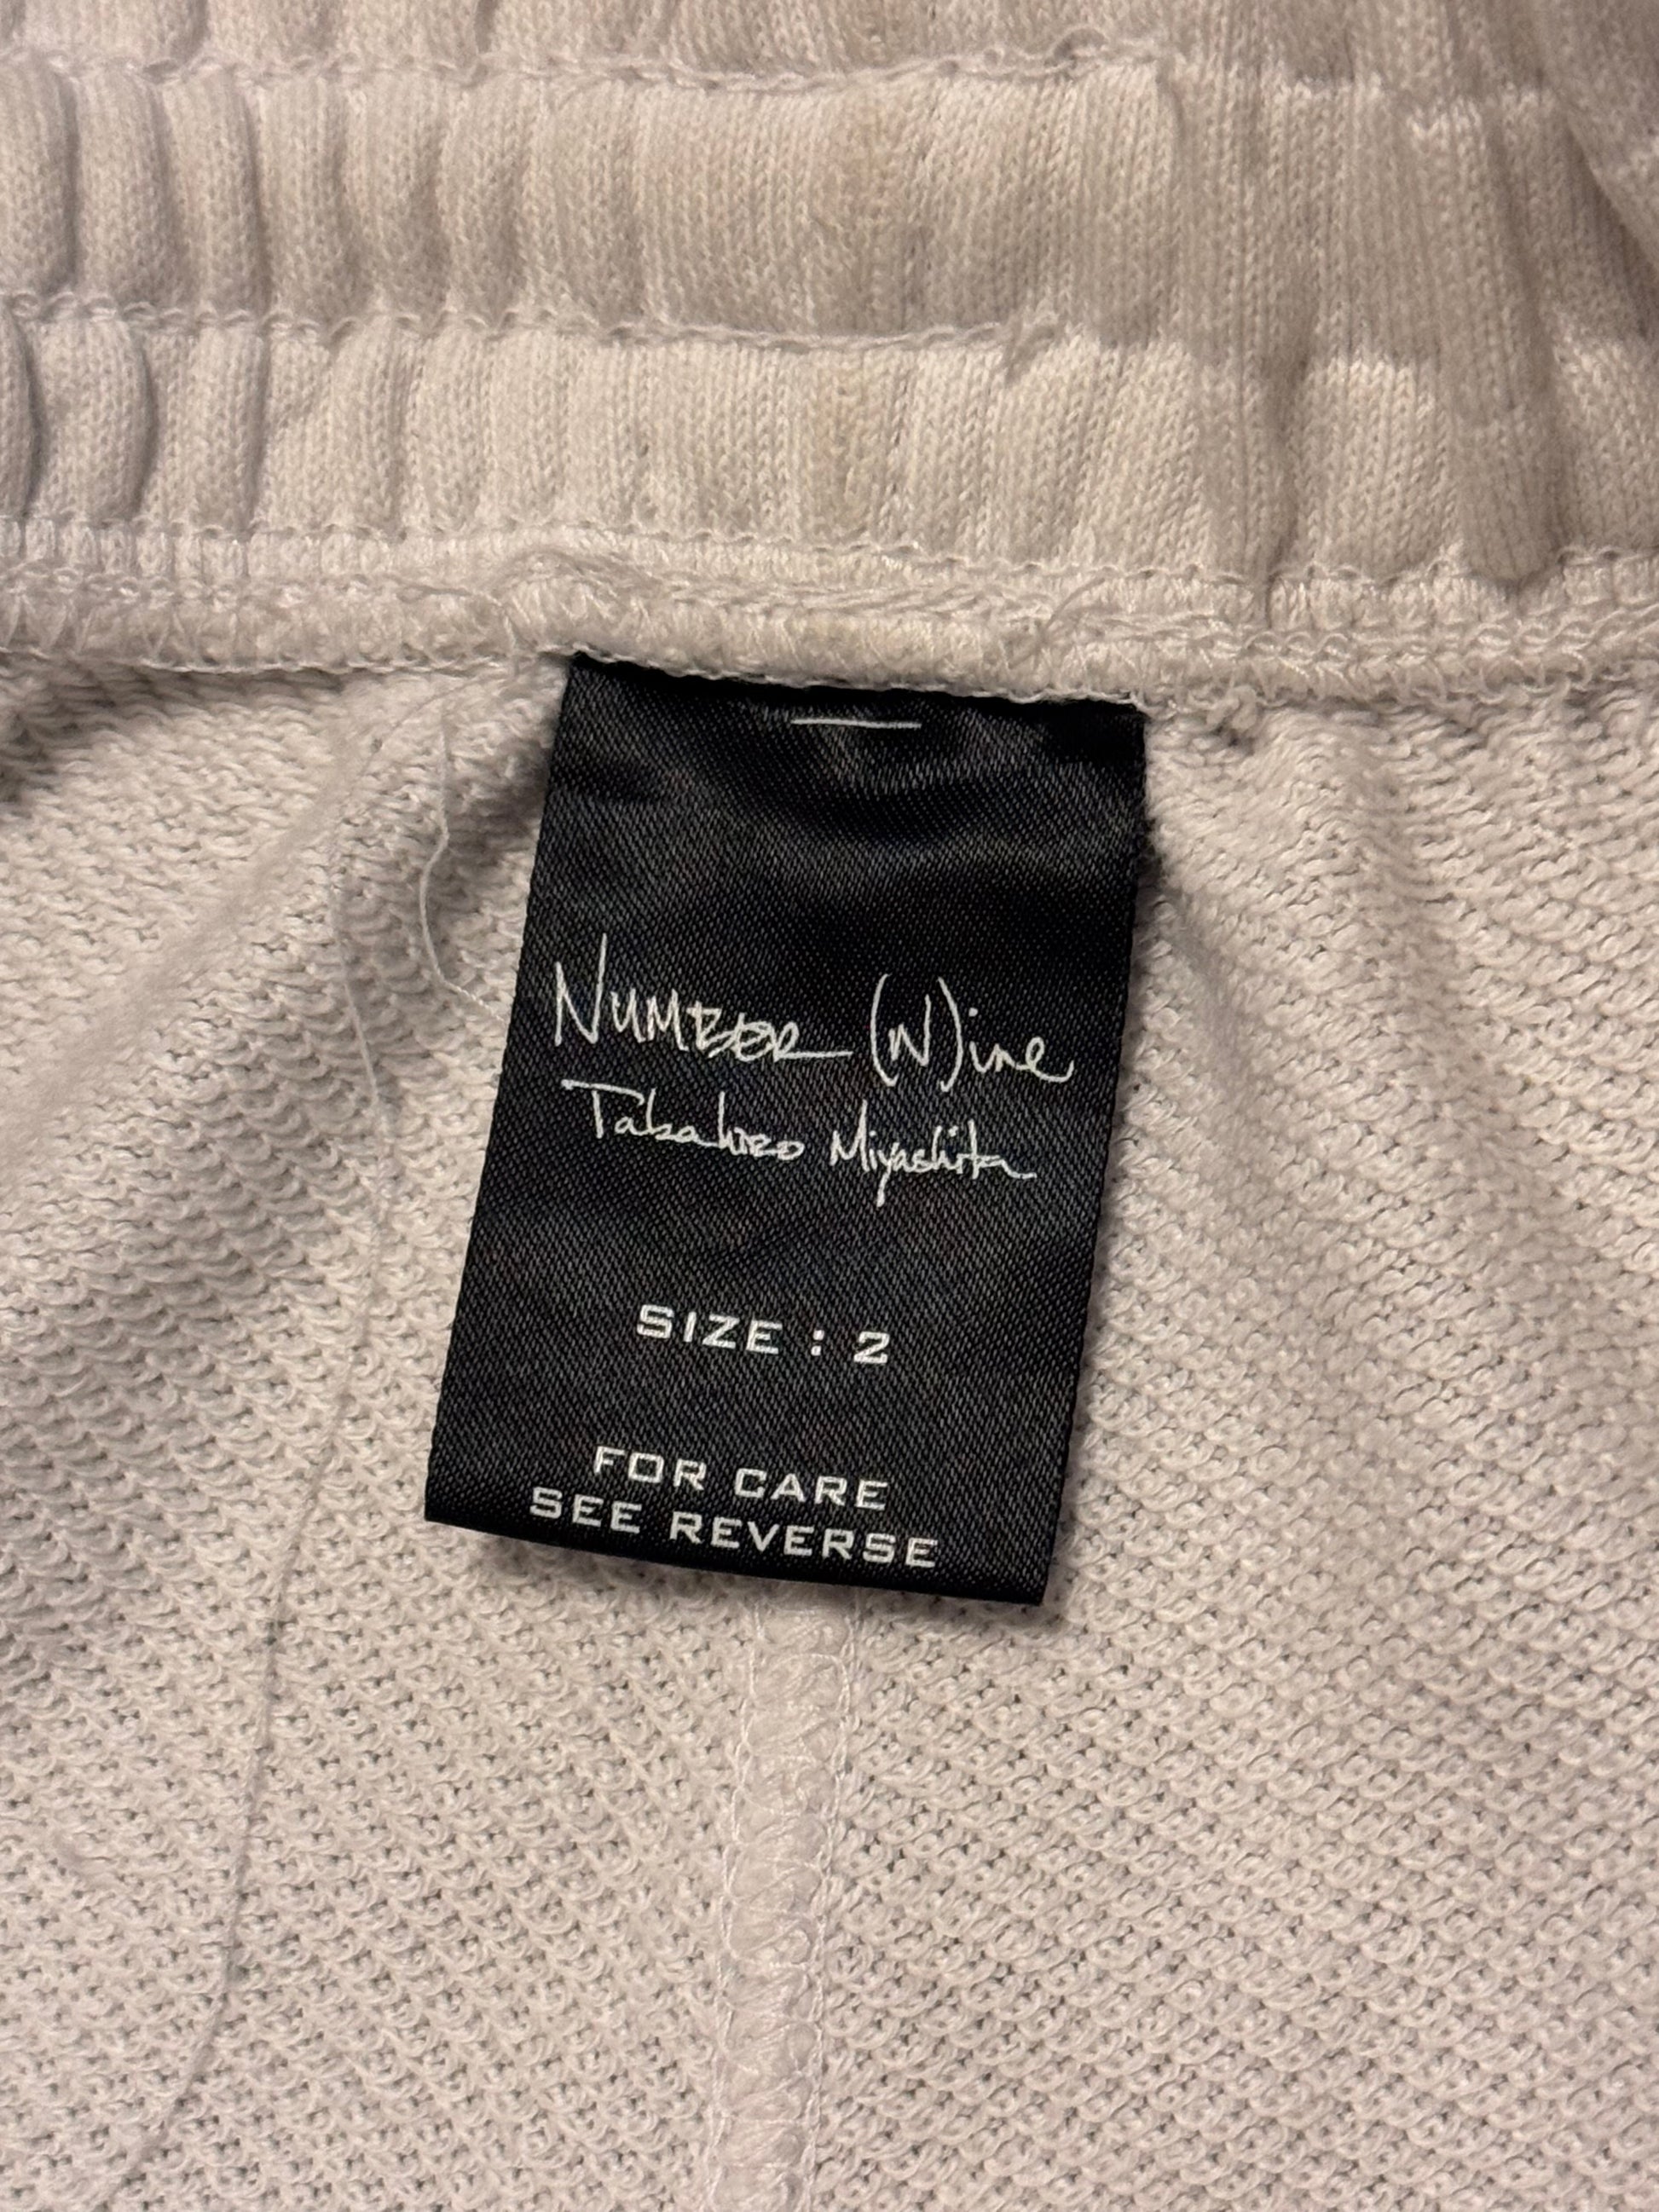 NUMBER (N)ine
Takahiro Miyashita
SIZE : 2
FOR CARE
SEE REVERSE